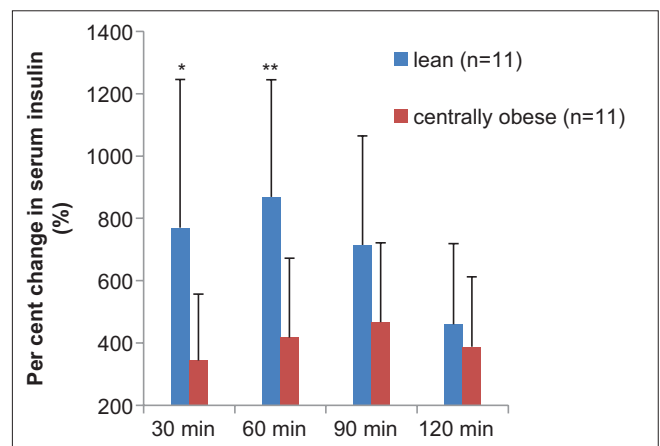 1400
1200
1000
800
600
400
200
Per cent change in serum insulin
(%)
*
**
lean (n=11)
centrally obese (n=11)
30 min 60 min 90 min 120 min